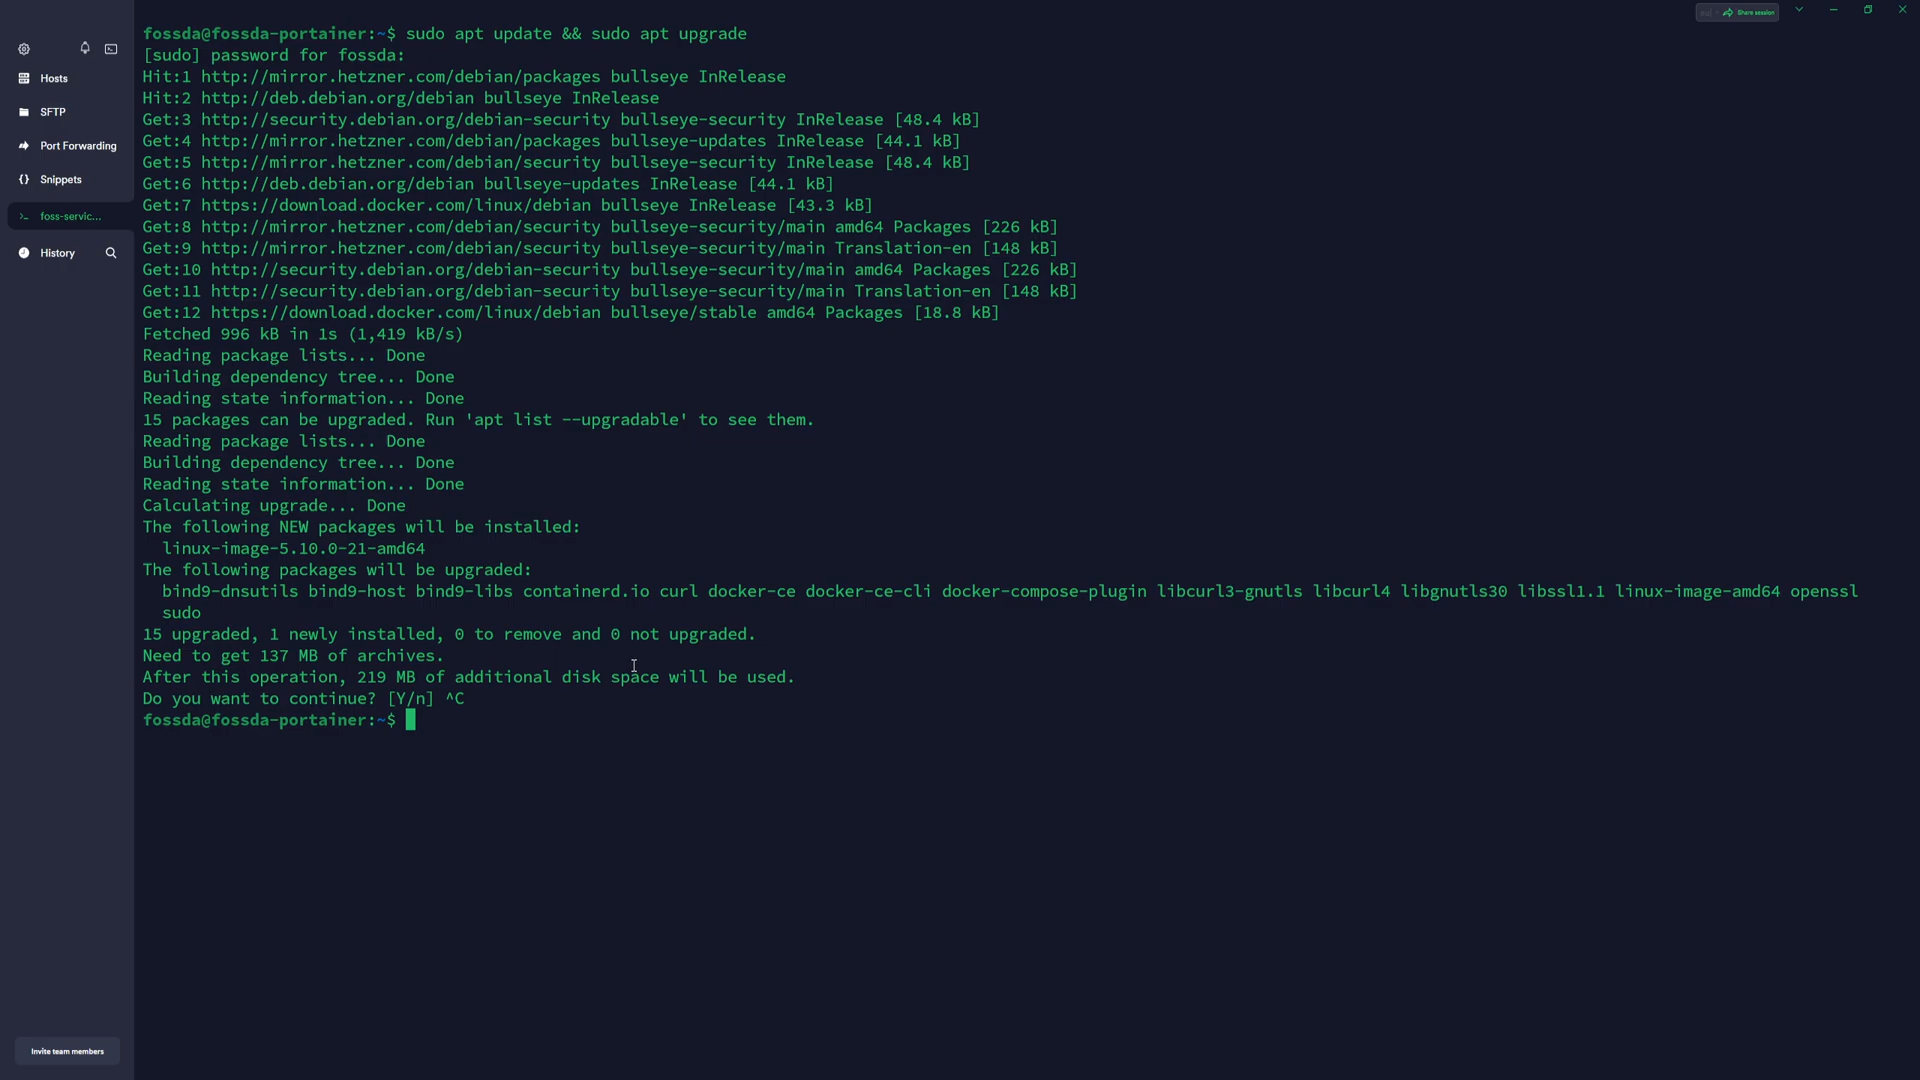 Share session
Hosts
SFTP
Port Forwarding
Snippets
foss-servic...
History
Invite team members
fossda@fossda-portainer:~$ sudo apt update && sudo apt upgrade
[sudo] password for fossda:
Hit:1 http://mirror.hetzner.com/debian/packages bullseye InRelease
Hit:2 http://deb.debian.org/debian bullseye InRelease
Get:3 http://security.debian.org/debian-security bullseye-security InRelease [48.4 kB]
Get:4 http://mirror.hetzner.com/debian/packages bullseye-updates InRelease [44.1 kB]
Get:5 http://mirror.hetzner.com/debian/security bullseye-security InRelease [48.4 kB]
Get:6 http://deb.debian.org/debian bullseye-updates InRelease [44.1 kB]
Get:7 https://download.docker.com/linux/debian bullseye InRelease [43.3 kB]
Get:8 http://mirror.hetzner.com/debian/security bullseye-security/main amd64 Packages [226 kB]
Get:9 http://mirror.hetzner.com/debian/security bullseye-security/main Translation-en [148 kB]
Get:10 http://security.debian.org/debian-security bullseye-security/main amd64 Packages [226 kB]
Get:11 http://security.debian.org/debian-security bullseye-security/main Translation-en [148 kB]
Get:12 https://download.docker.com/linux/debian bullseye/stable amd64 Packages [18.8 kB]
Fetched 996 kB in 1s (1,419 kB/s)
Reading package lists... Done
Building dependency tree... Done
Reading state information... Done
15 packages can be upgraded. Run 'apt list --upgradable' to see them.
Reading package lists... Done
Building dependency tree... Done
Reading state information... Done
Calculating upgrade... Done
The following NEW packages will be installed:
linux-image-5.10.0-21-amd64
The following packages will be upgraded:
bind9-dnsutils bind9-host bind9-libs containerd.io curl docker-ce docker-ce-cli docker-compose-plugin libcurl3-gnutls libcurl4 libgnutls30 libssl1.1 linux-image-amd64 openssl
sudo
15 upgraded, 1 newly installed, 0 to remove and 0 not upgraded.
Need to get 137 MB of archives.
After this operation, 219 MB of additional disk space will be used.
Do you want to continue? [Y/n] ^C
fossda@fossda-portainer:~$